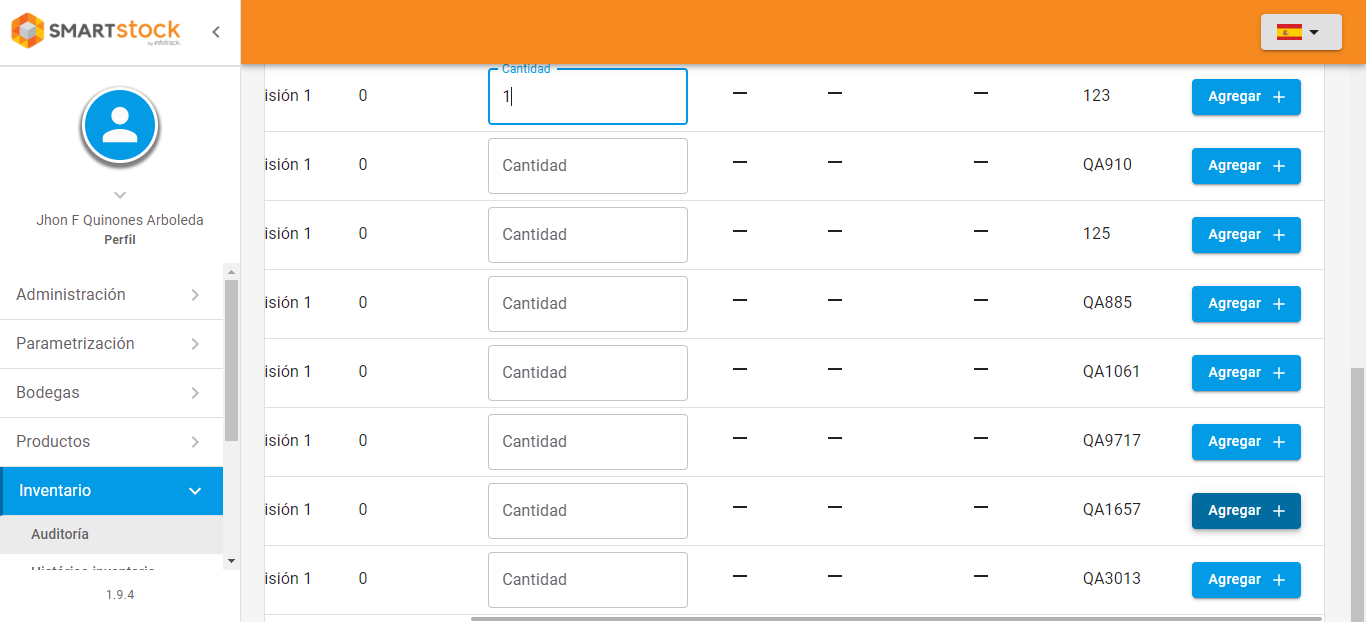 SMARTstock
by infotrack.
Jhon F Quinones Arboleda
Perfil
Administración
Parametrización
Bodegas
Productos
Inventario
Auditoría
Histórico inventario
1.9.4
Cantidad
isión 1 0 1 — — — 123 Agregar +
isión 1 0 Cantidad — — — QA910 Agregar +
isión 1 0 Cantidad — — — 125 Agregar +
isión 1 0 Cantidad — — — QA885 Agregar +
isión 1 0 Cantidad — — — QA1061 Agregar +
isión 1 0 Cantidad — — — QA9717 Agregar +
isión 1 0 Cantidad — — — QA1657 Agregar +
isión 1 0 Cantidad — — — QA3013 Agregar +